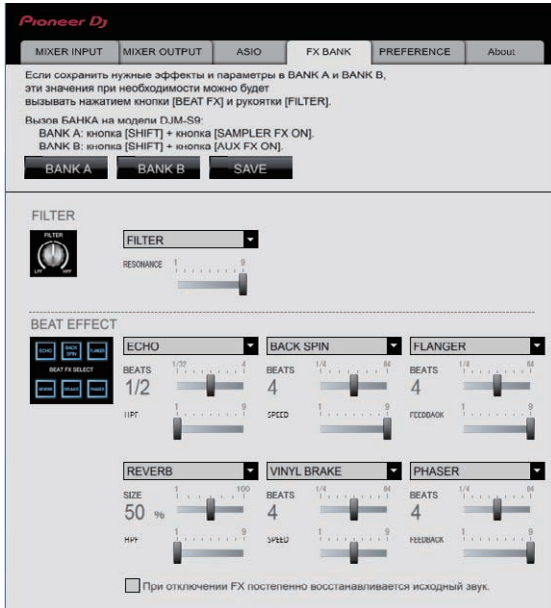 Pioneer Dj
MIXER INPUT MIXER OUTPUT ASIO FX BANK PREFERENCE About
Если сохранить нужные эффекты и параметры в BANK A и BANK B,
эти значения при необходимости можно будет
вызывать нажатием кнопки [BEAT FX] и рукоятки [FILTER].
Вызов БАНКА на модели DJM-S9:
BANK A: кнопка [SHIFT] + кнопка [SAMPLER FX ON].
BANK B: кнопка [SHIFT] + кнопка [AUX FX ON].
BANK A BANK B SAVE
FILTER
FILTER
LPF HPF
FILTER
RESONANCE 1 9
BEAT EFFECT
ECHO BACK SPIN FLANGER
BEAT FX SELECT
REVERB BRAKE PHASER
ECHO BACK SPIN FLANGER
BEATS 1/32 4 BEATS 1/4 64 BEATS 1/4 64
1/2 4 4
HPF 1 9 SPEED 1 9 FEEDBACK 1 9
REVERB VINYL BRAKE PHASER
SIZE 1 100 BEATS 1/4 64 BEATS 1/4 64
50 % 4 4
HPF 1 9 SPEED 1 9 FEEDBACK 1 9
При отключении FX постепенно восстанавливается исходный звук.